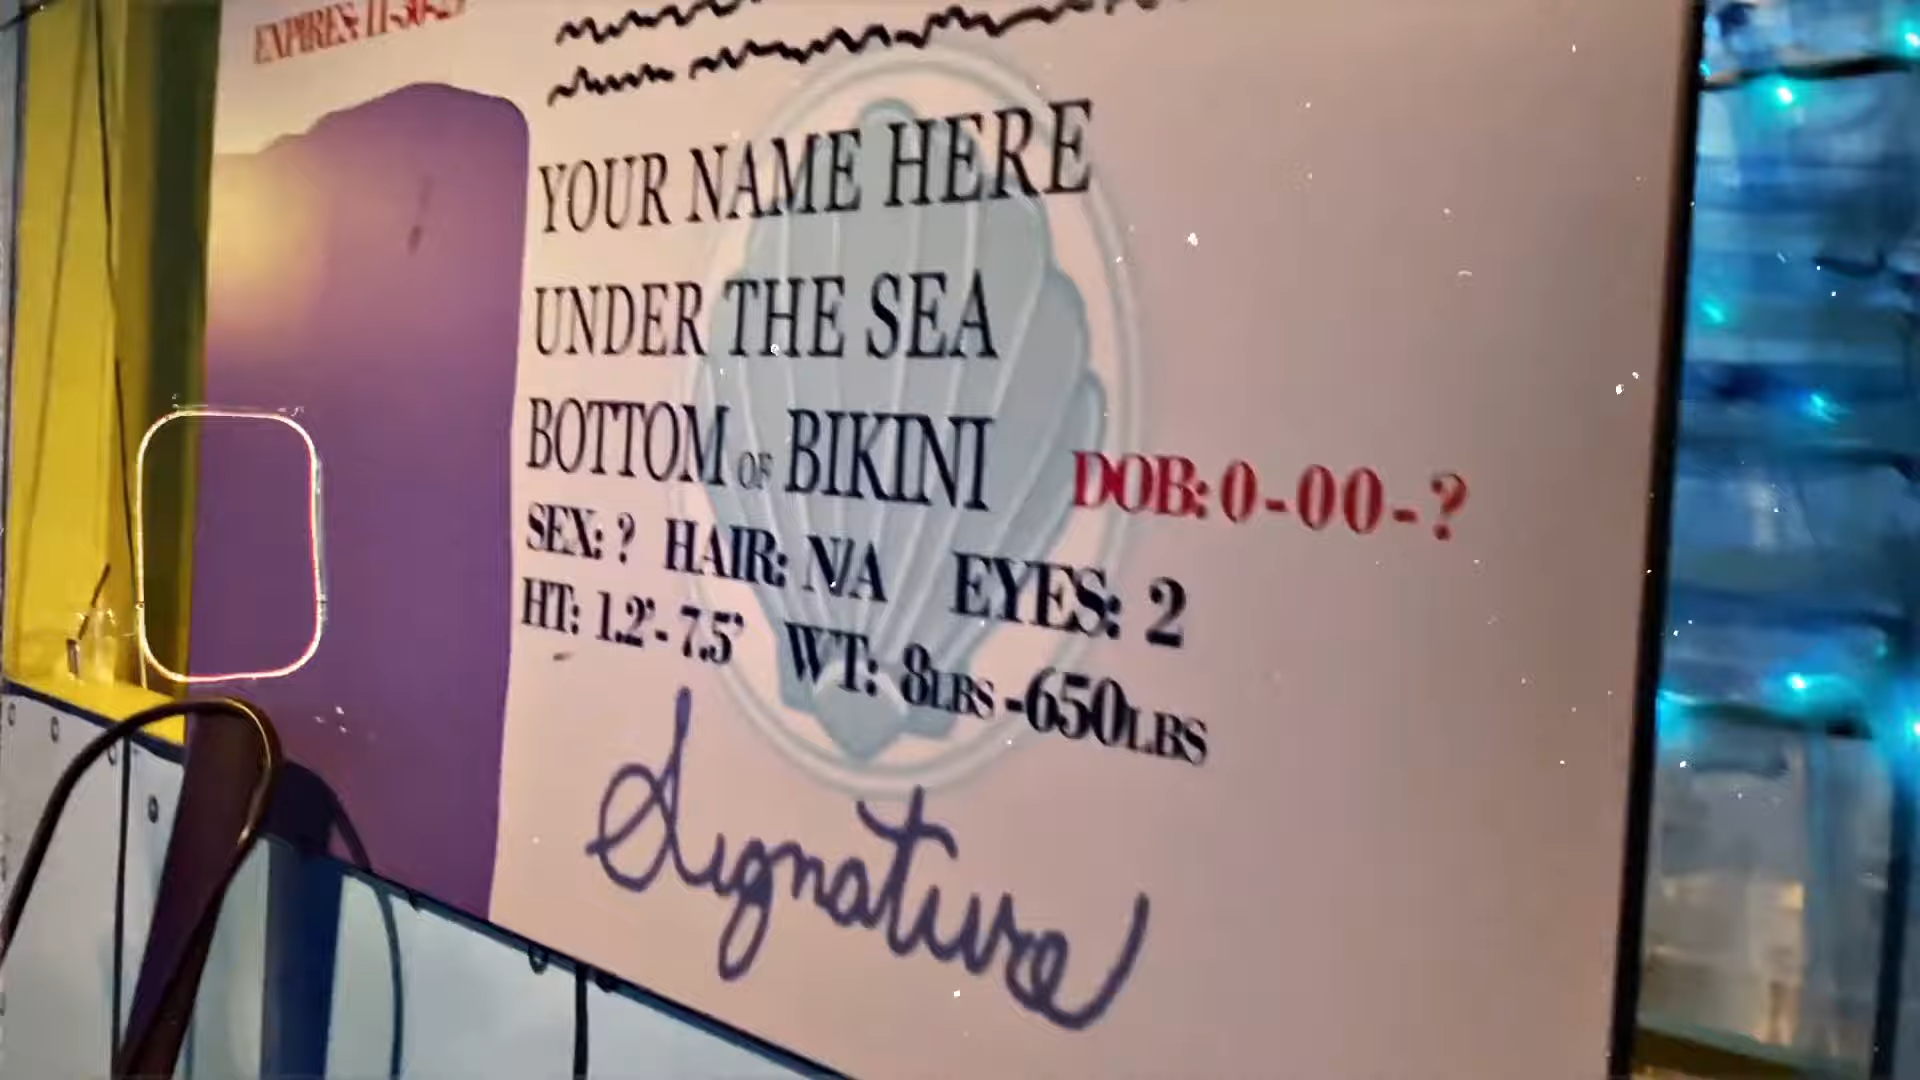 EXPIRES: 11-30-21
YOUR NAME HERE
UNDER THE SEA
BOTTOM OF BIKINI DOB: 0-00-?
SEX: ? HAIR: N/A EYES: 2
HT: 1.2'- 7.5' WT: 8LBS -650LBS
Signature